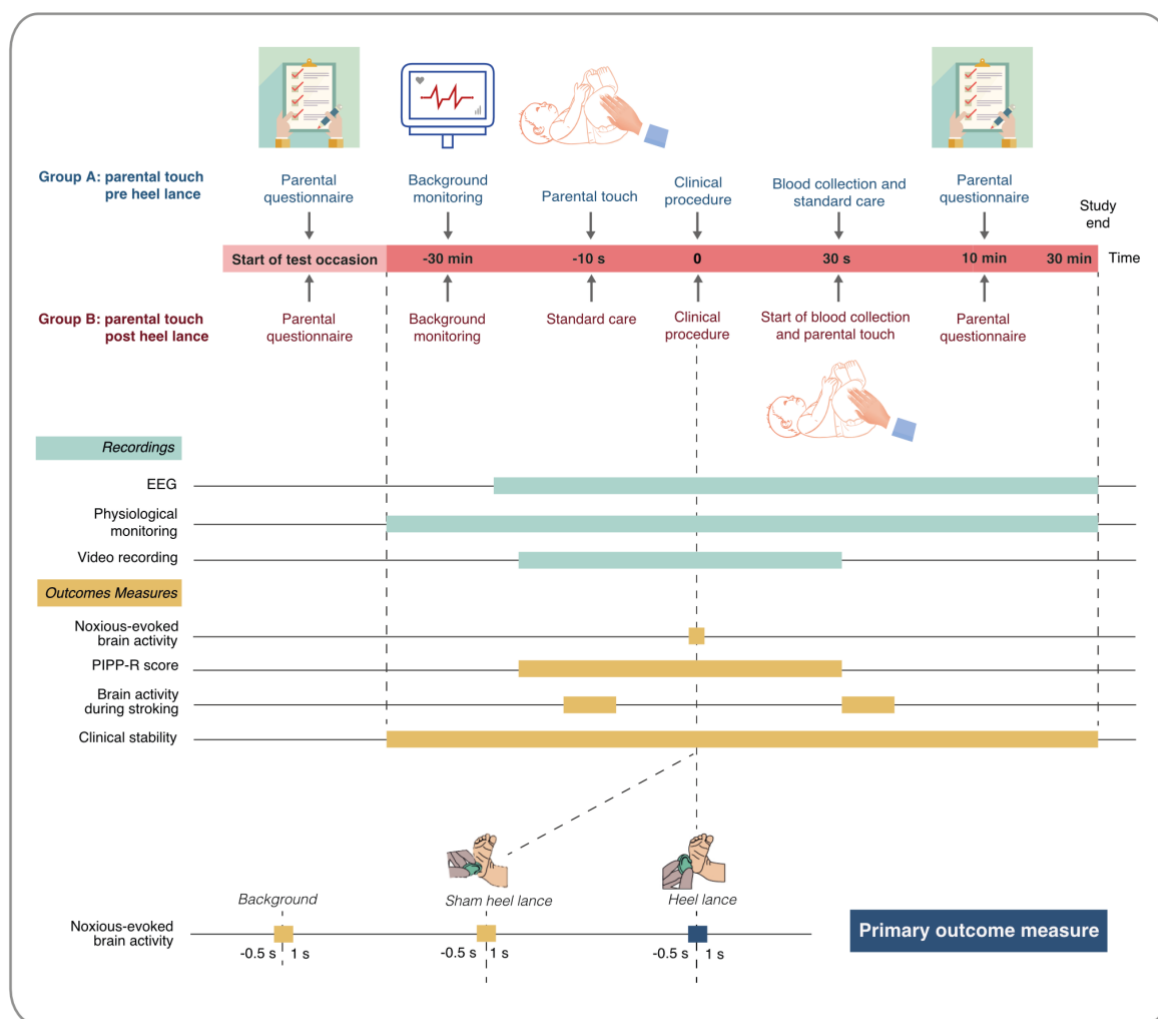 Group A: parental touch
pre heel lance
Parental
questionnaire
Background
monitoring
Parental touch
Clinical
procedure
Blood collection and
standard care
Parental
questionnaire
Study
end
Start of test occasion
-30 min
-10 s
0
30 s
10 min
30 min
Time
Group B: parental touch
post heel lance
Parental
questionnaire
Background
monitoring
Standard care
Clinical
procedure
Start of blood collection
and parental touch
Parental
questionnaire
Recordings
EEG
Physiological
monitoring
Video recording
Outcomes Measures
Noxious-evoked
brain activity
PIPP-R score
Brain activity
during stroking
Clinical stability
Background
Sham heel lance
Heel lance
Noxious-evoked
brain activity
-0.5 s 1 s
-0.5 s 1 s
-0.5 s 1 s
Primary outcome measure